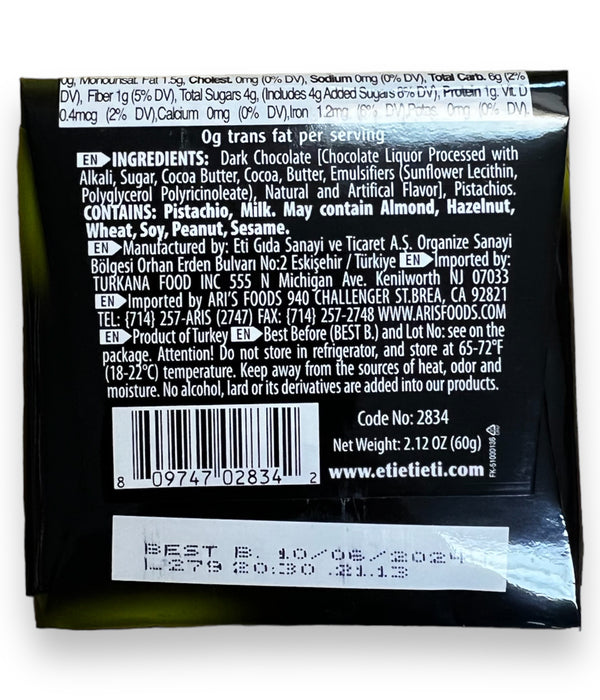 0g, Monounsat. Fat 1.5g, Cholest. 0mg (0% DV), Sodium 0mg (0% DV), Total Carb. 6g (2%
DV), Fiber 1g (5% DV), Total Sugars 4g, (Includes 4g Added Sugars 8% DV), Protein 1g. Vit. D
0.4mcg (2% DV),Calcium 0mg (0% DV),Iron 1.2mg (6% DV),Potas. 0mg (0% DV).
0g trans fat per serving
EN INGREDIENTS: Dark Chocolate [Chocolate Liquor Processed with
Alkali, Sugar, Cocoa Butter, Cocoa, Butter, Emulsifiers (Sunflower Lecithin,
Polyglycerol Polyricinoleate), Natural and Artifical Flavor], Pistachios.
CONTAINS: Pistachio, Milk. May contain Almond, Hazelnut,
Wheat, Soy, Peanut, Sesame.
EN Manufactured by: Eti Gıda Sanayi ve Ticaret A.Ş. Organize Sanayi
Bölgesi Orhan Erden Bulvarı No:2 Eskişehir / Türkiye EN Imported by:
TURKANA FOOD INC 555 N Michigan Ave. Kenilworth NJ 07033
EN Imported by ARI'S FOODS 940 CHALLENGER ST.BREA, CA 92821
TEL: {714} 257-ARIS (2747) FAX: {714} 257-2748 WWW.ARISFOODS.COM
EN Product of Turkey EN Best Before (BEST B.) and Lot No: see on the
package. Attention! Do not store in refrigerator, and store at 65-72°F
(18-22°C) temperature. Keep away from the sources of heat, odor and
moisture. No alcohol, lard or its derivatives are added into our products.
Code No: 2834
Net Weight: 2.12 OZ (60g)
www.etietieti.com
FK-51000136
8 09747 02834 2
BEST B. 10/06/2024
L279 20:30 .21.13